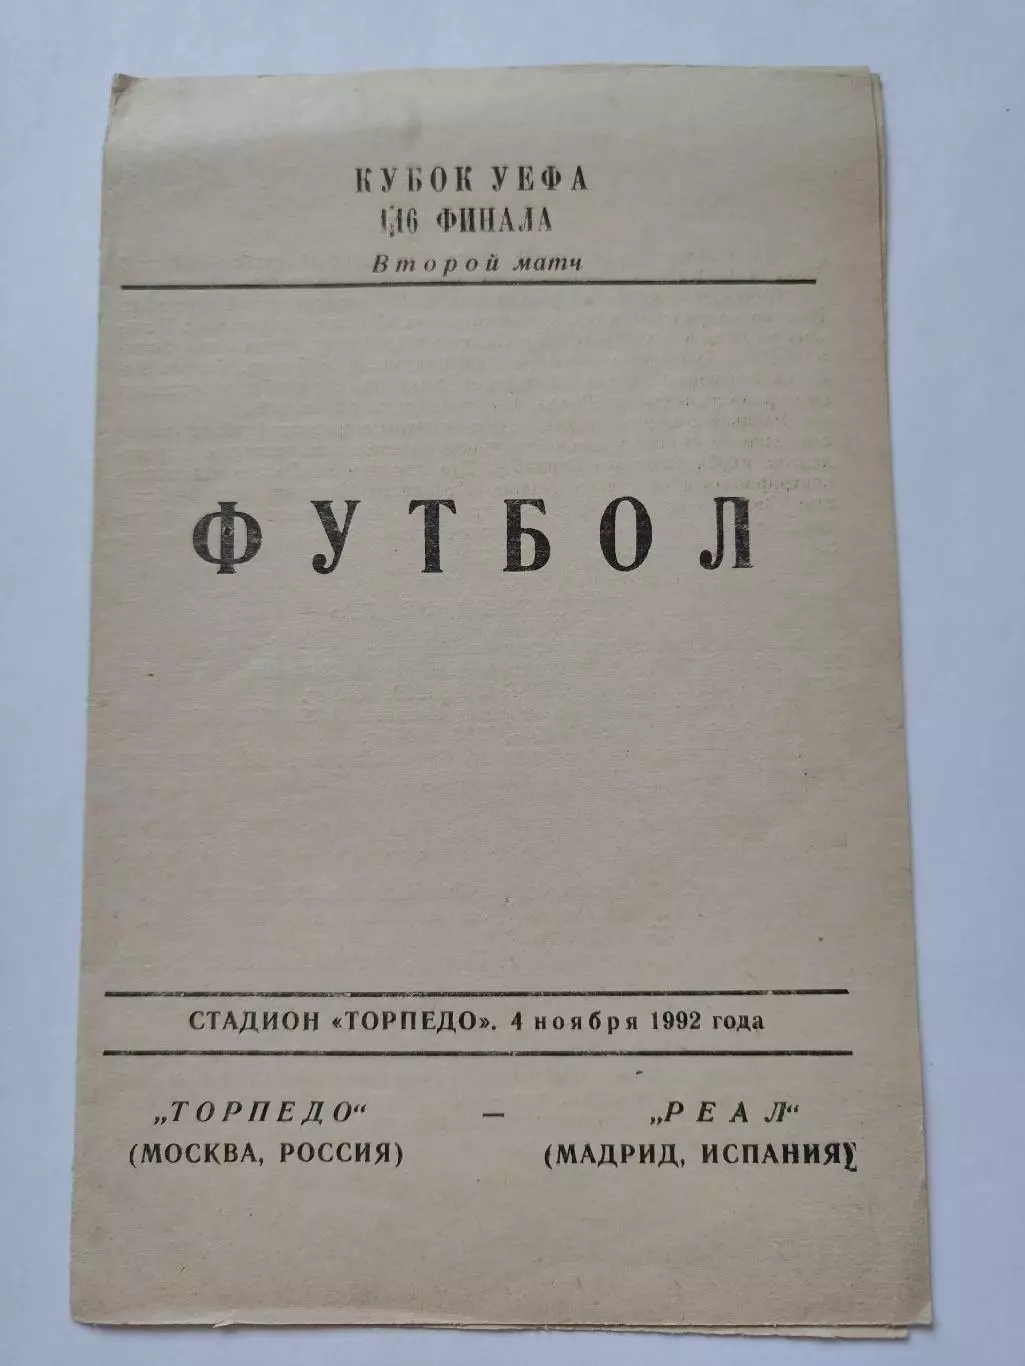 КУБОК УЕФА
1/16 ФИНАЛА
Второй матч
ФУТБОЛ
СТАДИОН «ТОРПЕДО». 4 ноября 1992 года
„ТОРПЕДО“ — „РЕАЛ“
(МОСКВА, РОССИЯ) (МАДРИД, ИСПАНИЯ)